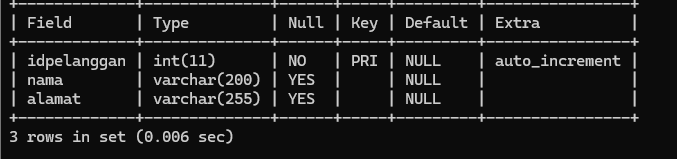 +-------------+--------------+------+-----+---------+----------------+
| Field       | Type         | Null | Key | Default | Extra          |
+-------------+--------------+------+-----+---------+----------------+
| idpelanggan | int(11)      | NO   | PRI | NULL    | auto_increment |
| nama        | varchar(200) | YES  |     | NULL    |                |
| alamat      | varchar(255) | YES  |     | NULL    |                |
+-------------+--------------+------+-----+---------+----------------+
3 rows in set (0.006 sec)